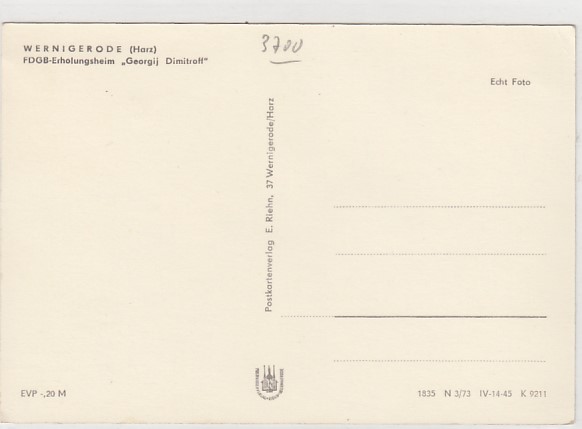 WERNIGERODE (Harz)
FDGB-Erholungsheim „Georgij Dimitroff"
3700
Echt Foto
Postkartenverlag E. Riehn, 37 Wernigerode/Harz
EVP -,20 M
1835 N 3/73 IV-14-45 K 9211